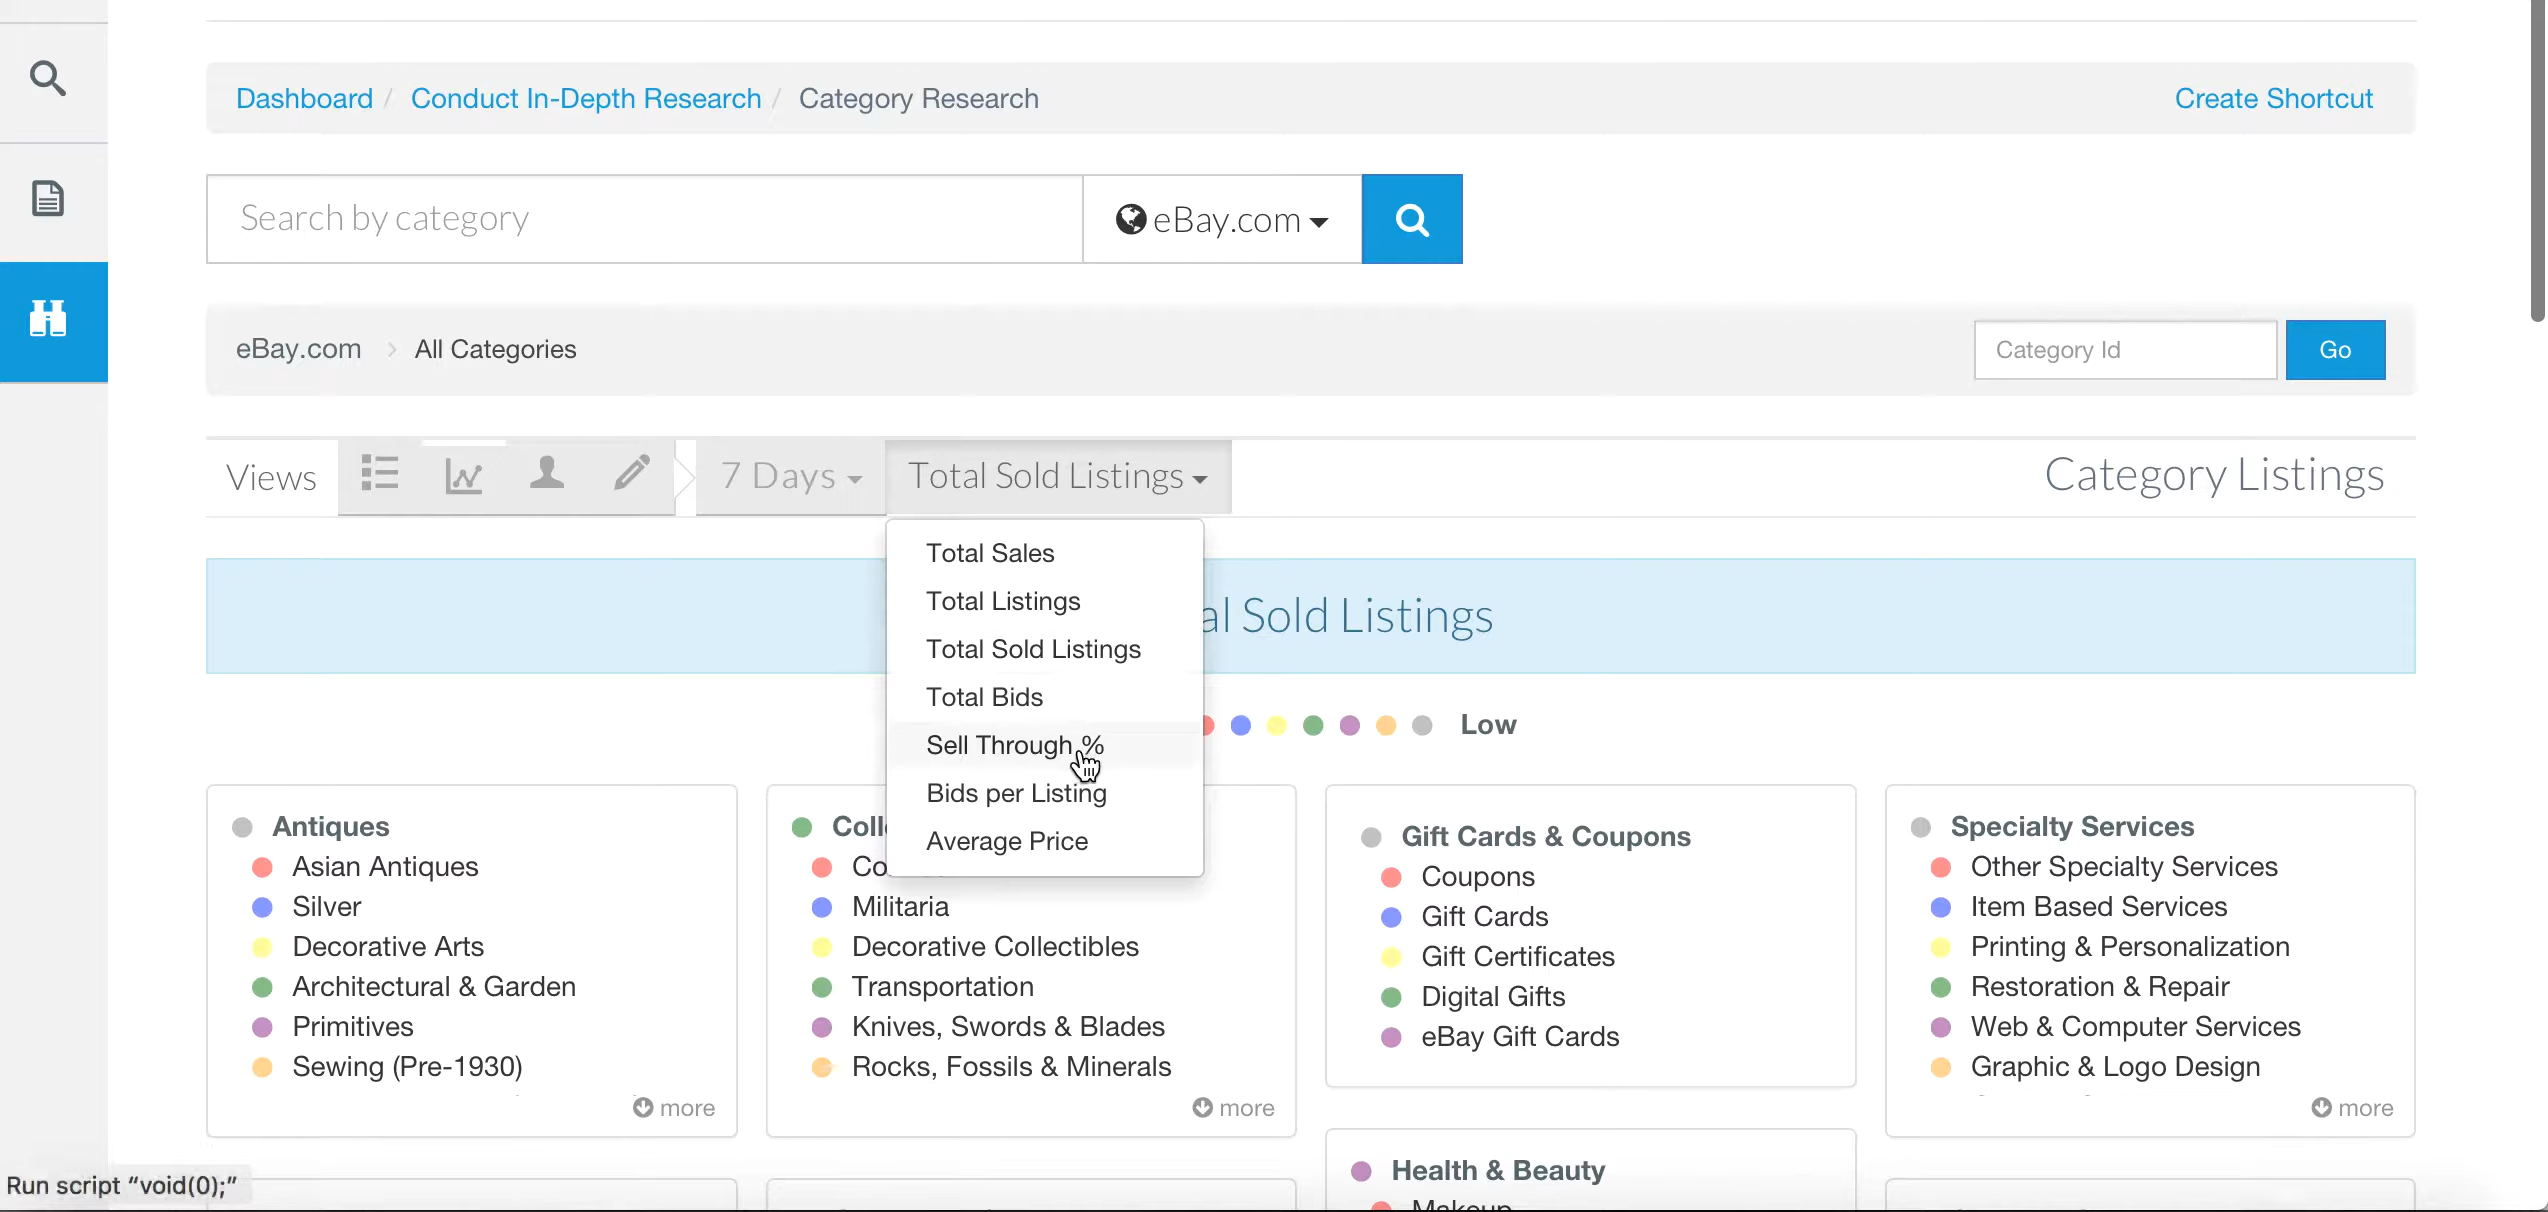 Dashboard / Conduct In-Depth Research / Category Research
Create Shortcut
Search by category
eBay.com
eBay.com > All Categories
Category Id
Go
Views
7 Days
Total Sold Listings
Category Listings
Total Sales
Total Listings
Total Sold Listings
Total Bids
Sell Through %
Bids per Listing
Average Price
al Sold Listings
Low
Antiques
Asian Antiques
Silver
Decorative Arts
Architectural & Garden
Primitives
Sewing (Pre-1930)
more
Coll
Co
Militaria
Decorative Collectibles
Transportation
Knives, Swords & Blades
Rocks, Fossils & Minerals
more
Gift Cards & Coupons
Coupons
Gift Cards
Gift Certificates
Digital Gifts
eBay Gift Cards
Health & Beauty
Makeup
Specialty Services
Other Specialty Services
Item Based Services
Printing & Personalization
Restoration & Repair
Web & Computer Services
Graphic & Logo Design
more
Run script “void(0);”